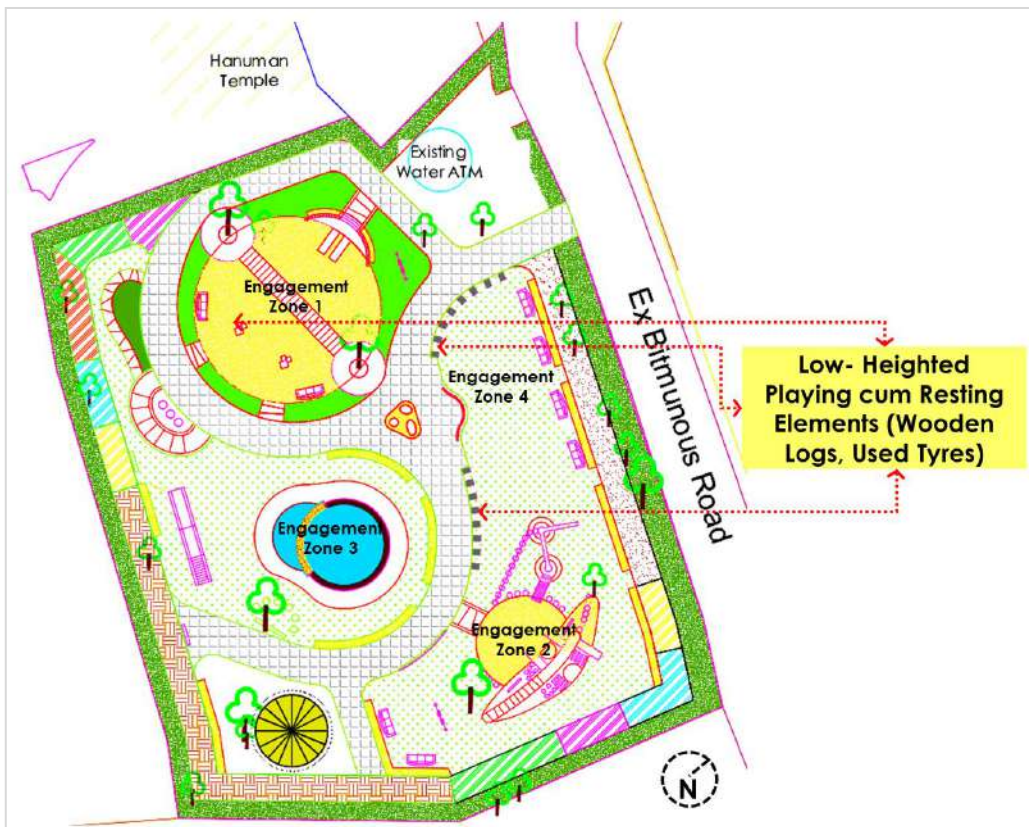 Hanuman
Temple
Existing
Water ATM
Engagement
Zone 1
Engagement
Zone 4
Ex Bitmunous Road
Low- Heighted
Playing cum Resting
Elements (Wooden
Logs, Used Tyres)
Engagement
Zone 3
Engagement
Zone 2
N